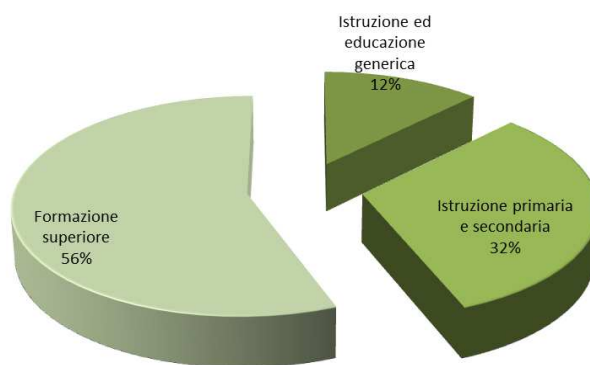 Istruzione ed
educazione
generica
12%
Istruzione primaria
e secondaria
32%
Formazione
superiore
56%